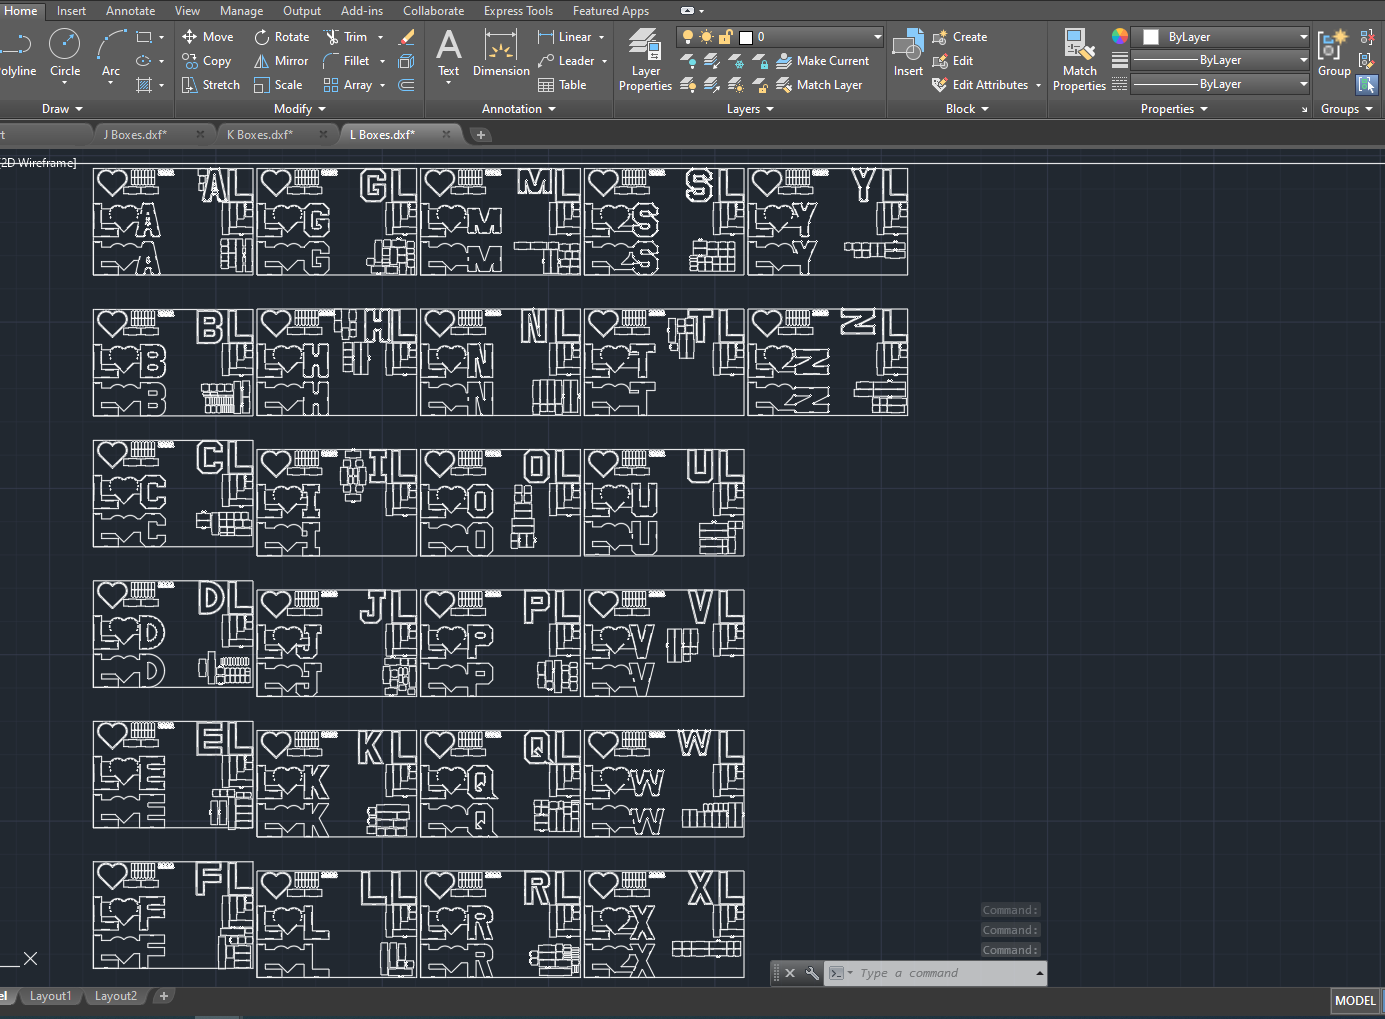 Home Insert Annotate View Manage Output Add-ins Collaborate Express Tools Featured Apps
olyline Circle Arc
Move Rotate Trim
Copy Mirror Fillet
Stretch Scale Array
Text Dimension
Linear
Leader
Table
Layer Properties
0
Make Current
Match Layer
Insert
Create
Edit
Edit Attributes
Match Properties
ByLayer
ByLayer
ByLayer
Group
Draw Modify Annotation Layers Block Properties Groups
rt J Boxes.dxf* K Boxes.dxf* L Boxes.dxf*
[2D Wireframe]
AL GL ML SL YL
L A L G L M L S L Y
A G M S Y
BL HL NL TL ZL
L B L H L N L T L Z
B H N T Z
CL IL OL UL
L C L I L O L U
C I O U
DL JL PL VL
L D L J L P L V
D J P V
EL KL QL WL
L E L K L Q L W
E K Q W
FL LL RL XL
L F L L L R L X
F L R X
Command:
Command:
Command:
Type a command
X
el Layout1 Layout2 +
MODEL